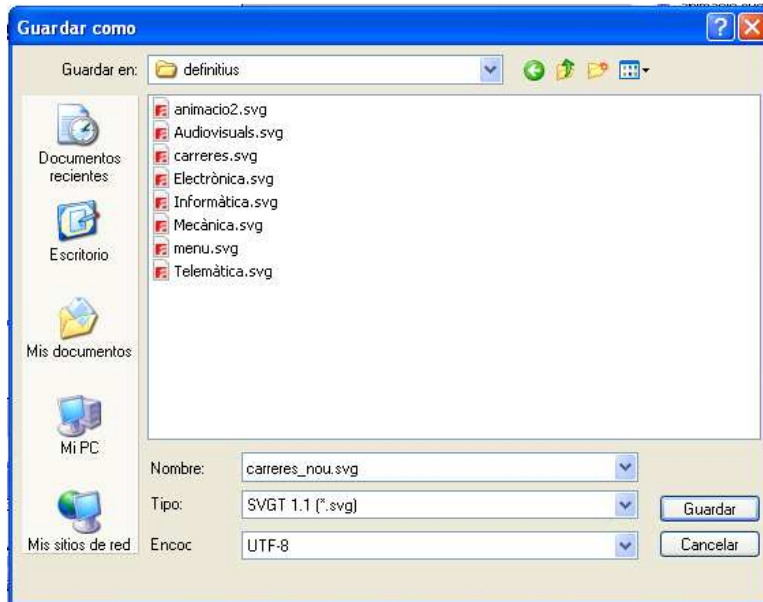 Guardar como
Guardar en:
definitius
animacio2.svg
Audiovisuals.svg
carreres.svg
Electrònica.svg
Informàtica.svg
Mecànica.svg
menu.svg
Telemàtica.svg
Documentos
recientes
Escritorio
Mis documentos
Mi PC
Mis sitios de red
Nombre:
carreres_nou.svg
Tipo:
SVGT 1.1 (*.svg)
Guardar
Encoc
UTF-8
Cancelar